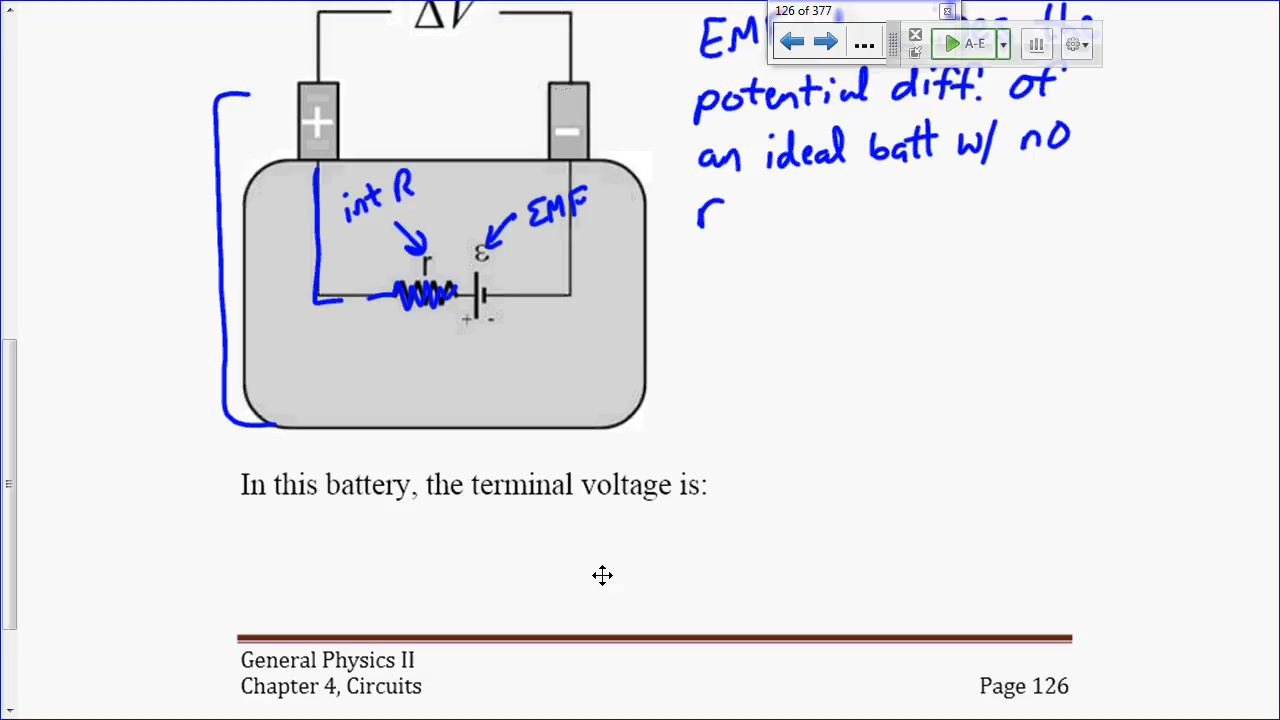 ΔV
126 of 377
A-E
EM the
potential diff. of
an ideal batt w/ no
r
+
-
int R
EMF
r
ε
+ -
In this battery, the terminal voltage is:
General Physics II
Chapter 4, Circuits
Page 126